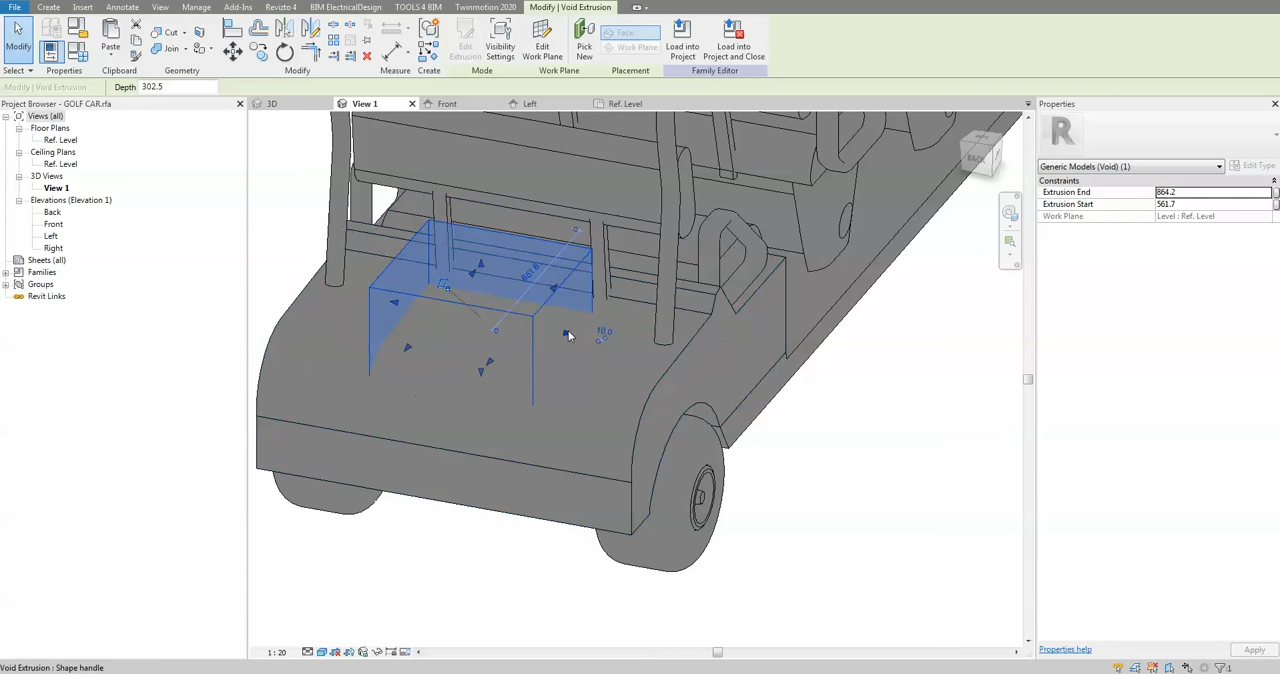 File Create Insert Annotate View Manage Add-Ins Revizto 4 BIM ElectricalDesign TOOLS 4 BIM Twinmotion 2020 Modify | Void Extrusion
Modify
Paste
Cut
Join
Edit Extrusion
Visibility Settings
Edit Work Plane
Pick New
Face
Work Plane
Load into Project
Load into Project and Close
Select Properties Clipboard Geometry Modify Measure Create Mode Work Plane Placement Family Editor
Modify | Void Extrusion Depth 302.5
Project Browser - GOLF CAR.rfa
3D View 1 Front Left Ref. Level
Properties
Views (all)
Floor Plans
Ref. Level
Ceiling Plans
Ref. Level
3D Views
View 1
Elevations (Elevation 1)
Back
Front
Left
Right
Sheets (all)
Families
Groups
Revit Links
BACK
10.0
R
Generic Models (Void) (1) Edit Type
Constraints
Extrusion End 864.2
Extrusion Start 561.7
Work Plane Level : Ref. Level
1 : 20
Properties help Apply
Void Extrusion : Shape handle
:1